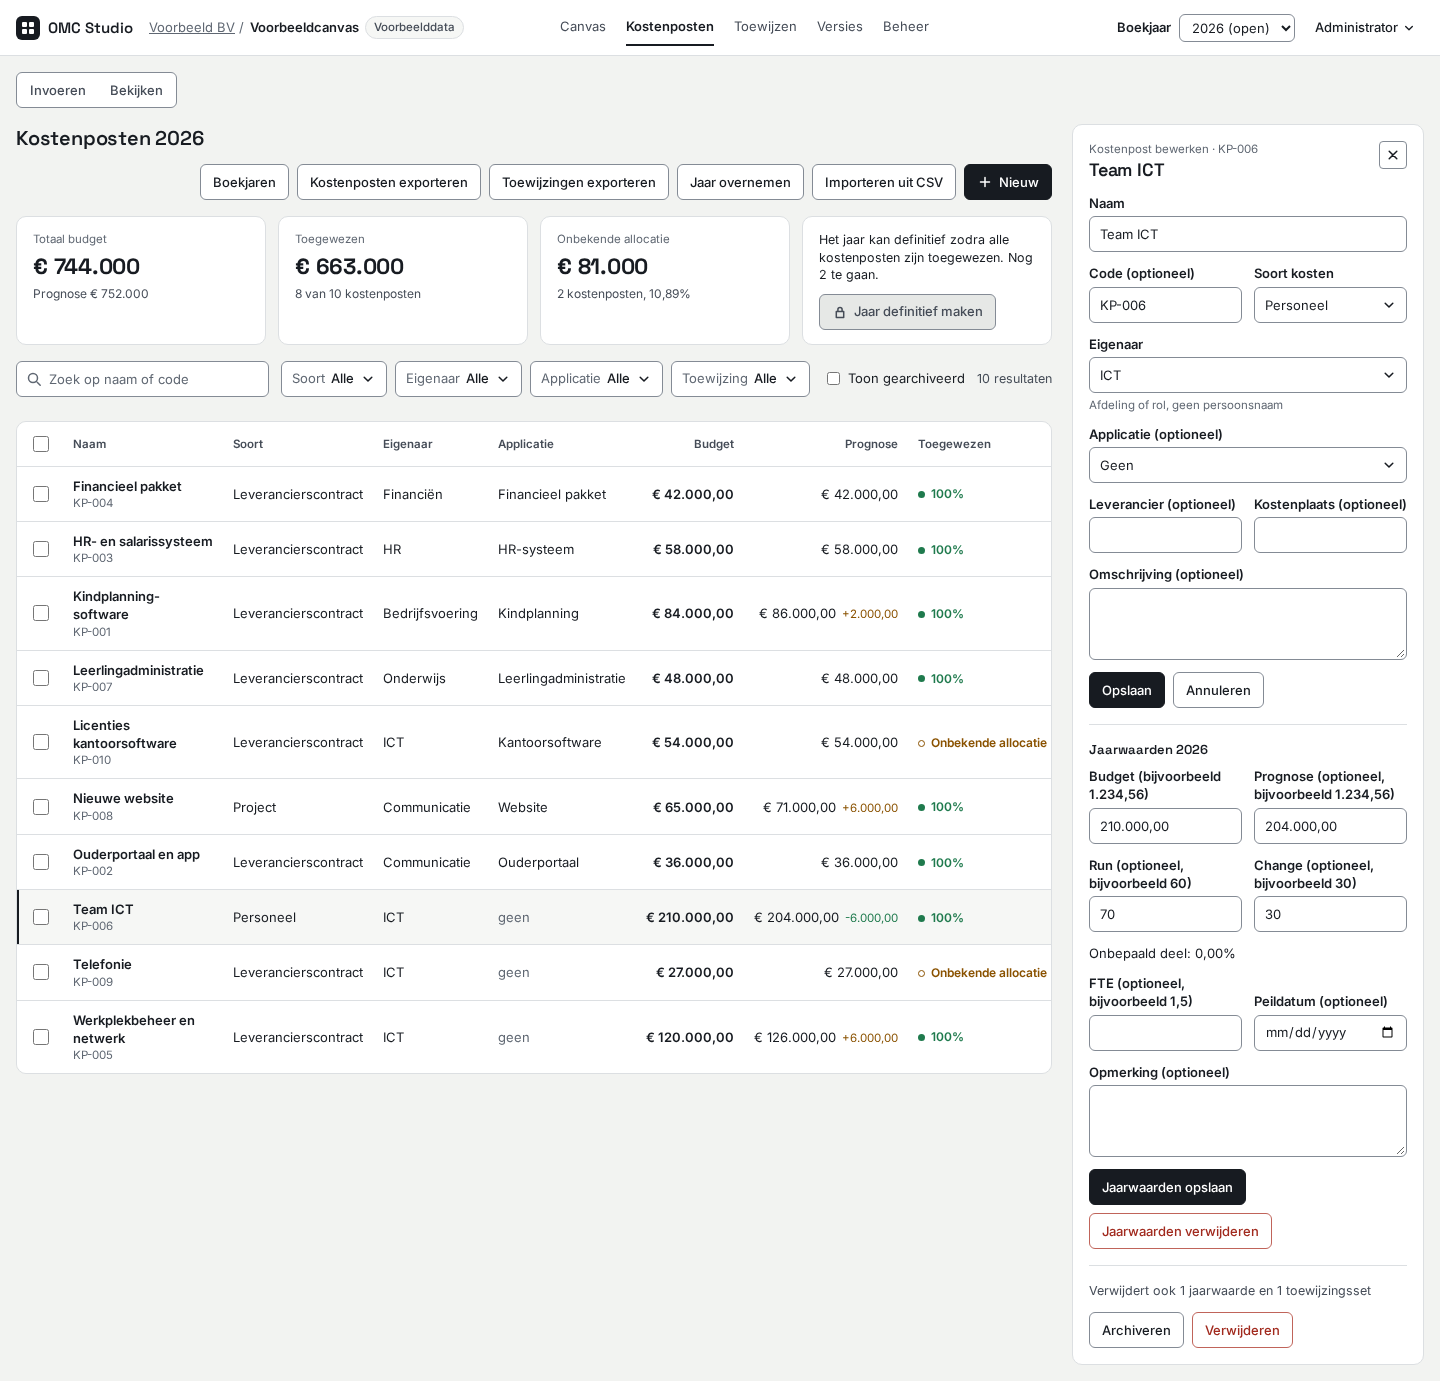 OMC Studio
Voorbeeld BV / Voorbeeldcanvas Voorbeelddata
Canvas Kostenposten Toewijzen Versies Beheer
Boekjaar 2026 (open) Administrator
Invoeren Bekijken
Kostenposten 2026
Boekjaren Kostenposten exporteren Toewijzingen exporteren Jaar overnemen Importeren uit CSV Nieuw
Totaal budget
€ 744.000
Prognose € 752.000
Toegewezen
€ 663.000
8 van 10 kostenposten
Onbekende allocatie
€ 81.000
2 kostenposten, 10,89%
Het jaar kan definitief zodra alle
kostenposten zijn toegewezen. Nog
2 te gaan.
Jaar definitief maken
Zoek op naam of code Soort Alle Eigenaar Alle Applicatie Alle Toewijzing Alle Toon gearchiveerd 10 resultaten
Naam Soort Eigenaar Applicatie Budget Prognose Toegewezen
Financieel pakket
KP-004
Leverancierscontract Financiën Financieel pakket € 42.000,00 € 42.000,00 100%
HR- en salarissysteem
KP-003
Leverancierscontract HR HR-systeem € 58.000,00 € 58.000,00 100%
Kindplanning-
software
KP-001
Leverancierscontract Bedrijfsvoering Kindplanning € 84.000,00 € 86.000,00 +2.000,00 100%
Leerlingadministratie
KP-007
Leverancierscontract Onderwijs Leerlingadministratie € 48.000,00 € 48.000,00 100%
Licenties
kantoorsoftware
KP-010
Leverancierscontract ICT Kantoorsoftware € 54.000,00 € 54.000,00 Onbekende allocatie
Nieuwe website
KP-008
Project Communicatie Website € 65.000,00 € 71.000,00 +6.000,00 100%
Ouderportaal en app
KP-002
Leverancierscontract Communicatie Ouderportaal € 36.000,00 € 36.000,00 100%
Team ICT
KP-006
Personeel ICT geen € 210.000,00 € 204.000,00 -6.000,00 100%
Telefonie
KP-009
Leverancierscontract ICT geen € 27.000,00 € 27.000,00 Onbekende allocatie
Werkplekbeheer en
netwerk
KP-005
Leverancierscontract ICT geen € 120.000,00 € 126.000,00 +6.000,00 100%
Kostenpost bewerken · KP-006
Team ICT
Naam
Team ICT
Code (optioneel) Soort kosten
KP-006 Personeel
Eigenaar
ICT
Afdeling of rol, geen persoonsnaam
Applicatie (optioneel)
Geen
Leverancier (optioneel) Kostenplaats (optioneel)
Omschrijving (optioneel)
Opslaan Annuleren
Jaarwaarden 2026
Budget (bijvoorbeeld
1.234,56)
Prognose (optioneel,
bijvoorbeeld 1.234,56)
210.000,00 204.000,00
Run (optioneel,
bijvoorbeeld 60)
Change (optioneel,
bijvoorbeeld 30)
70 30
Onbepaald deel: 0,00%
FTE (optioneel,
bijvoorbeeld 1,5)
Peildatum (optioneel)
mm/dd/yyyy
Opmerking (optioneel)
Jaarwaarden opslaan
Jaarwaarden verwijderen
Verwijdert ook 1 jaarwaarde en 1 toewijzingsset
Archiveren Verwijderen